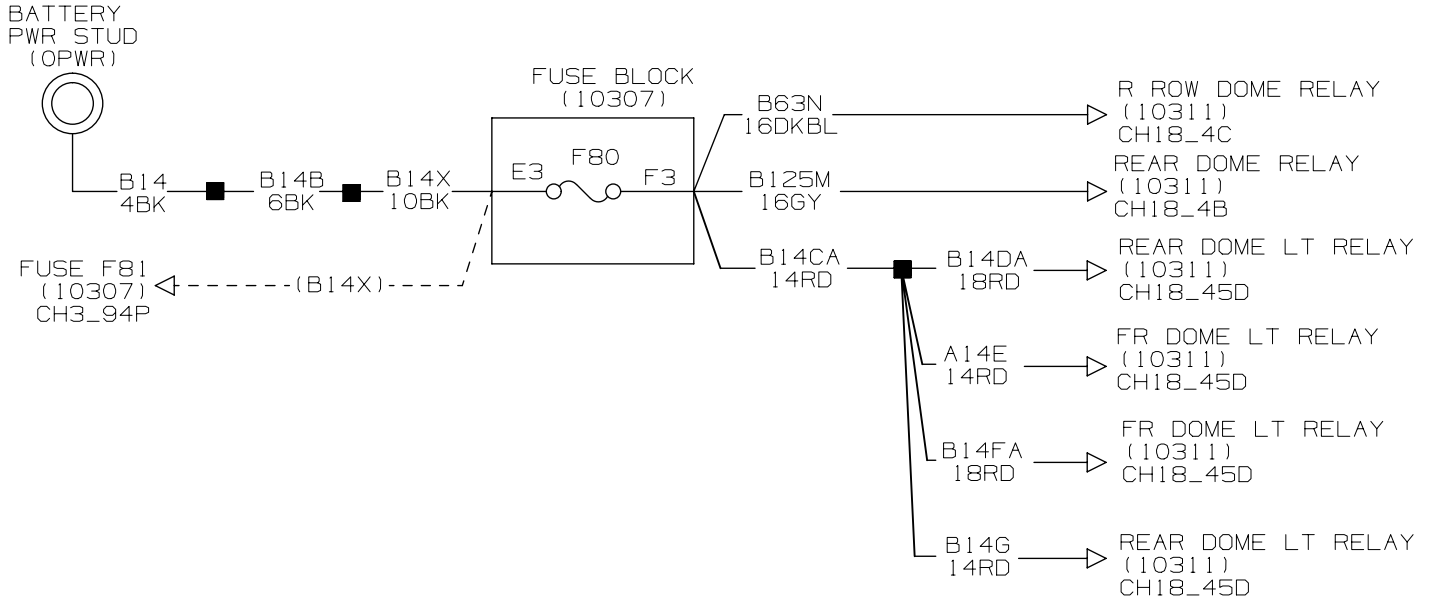 BATTERY
PWR STUD
(0PWR)
FUSE BLOCK
(10307)
E3
F80
F3
B14
4BK
B14B
6BK
B14X
10BK
FUSE F81
(10307)
CH3_94P
(B14X)
B63N
16DKBL
R ROW DOME RELAY
(10311)
CH18_4C
B125M
16GY
REAR DOME RELAY
(10311)
CH18_4B
B14CA
14RD
B14DA
18RD
REAR DOME LT RELAY
(10311)
CH18_45D
A14E
14RD
FR DOME LT RELAY
(10311)
CH18_45D
B14FA
18RD
FR DOME LT RELAY
(10311)
CH18_45D
B14G
14RD
REAR DOME LT RELAY
(10311)
CH18_45D